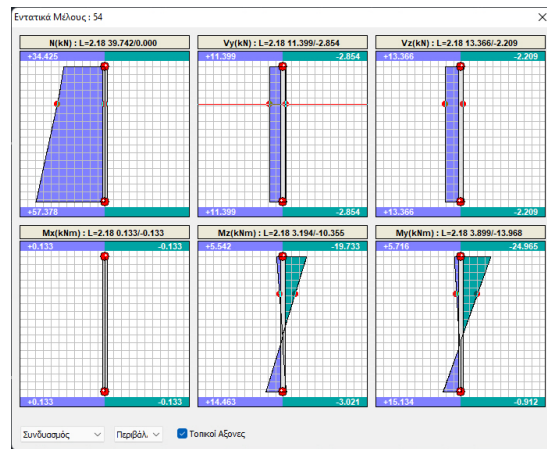 Εντατικά Μέλους : 54
N(kN) : L=2.18 39.742/0.000
Vy(kN) : L=2.18 11.399/-2.854
Vz(kN) : L=2.18 13.366/-2.209
+34.425
+11.399 -2.854
+13.366 -2.209
+57.378
+11.399 -2.854
+13.366 -2.209
Mx(kNm) : L=2.18 0.133/-0.133
Mz(kNm) : L=2.18 3.194/-10.355
My(kNm) : L=2.18 3.899/-13.968
+0.133 -0.133
+5.542 -19.733
+5.716 -24.965
+0.133 -0.133
+14.463 -3.021
+15.134 -0.912
Συνδυασμός
Περιβάλ.
Τοπικοί Αξονες